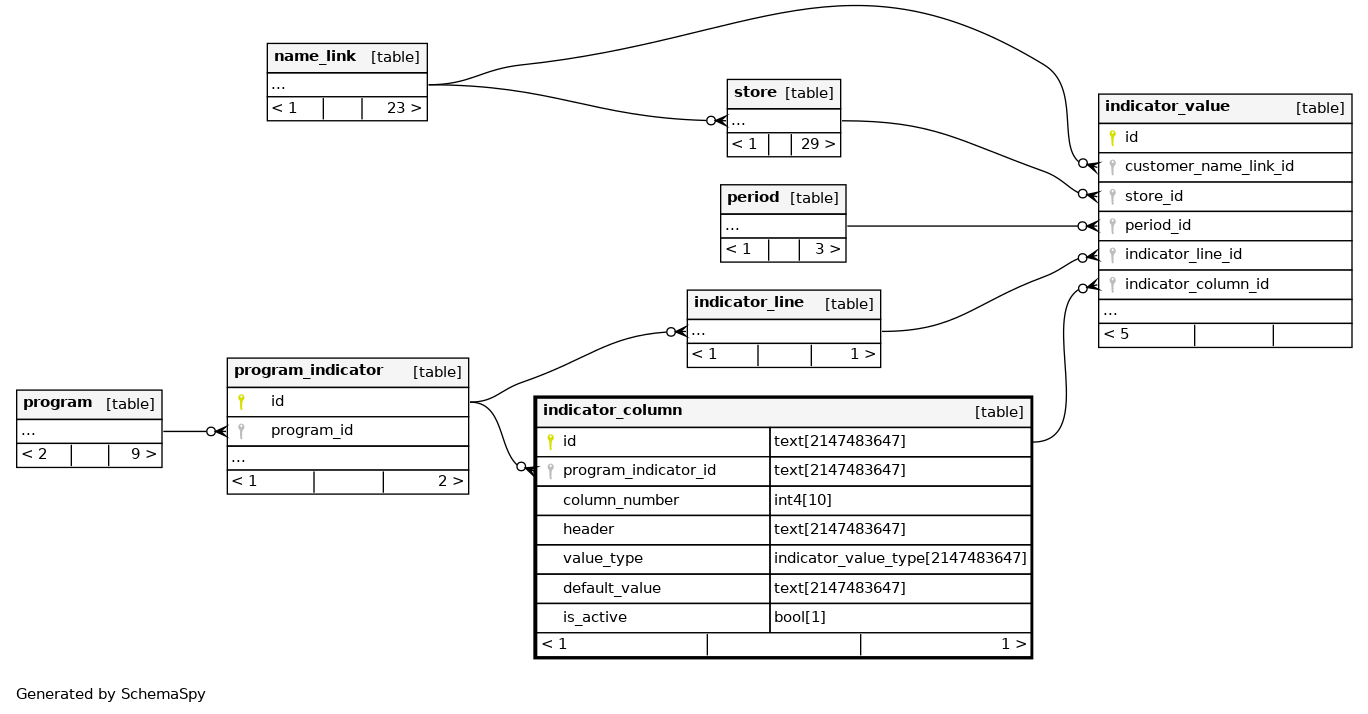 name_link [table]
...
< 1 23 >
store [table]
...
< 1 29 >
period [table]
...
< 1 3 >
indicator_value [table]
id
customer_name_link_id
store_id
period_id
indicator_line_id
indicator_column_id
...
< 5
indicator_line [table]
...
< 1 1 >
program_indicator [table]
id
program_id
...
< 1 2 >
program [table]
...
< 2 9 >
indicator_column [table]
id text[2147483647]
program_indicator_id text[2147483647]
column_number int4[10]
header text[2147483647]
value_type indicator_value_type[2147483647]
default_value text[2147483647]
is_active bool[1]
< 1 1 >
Generated by SchemaSpy